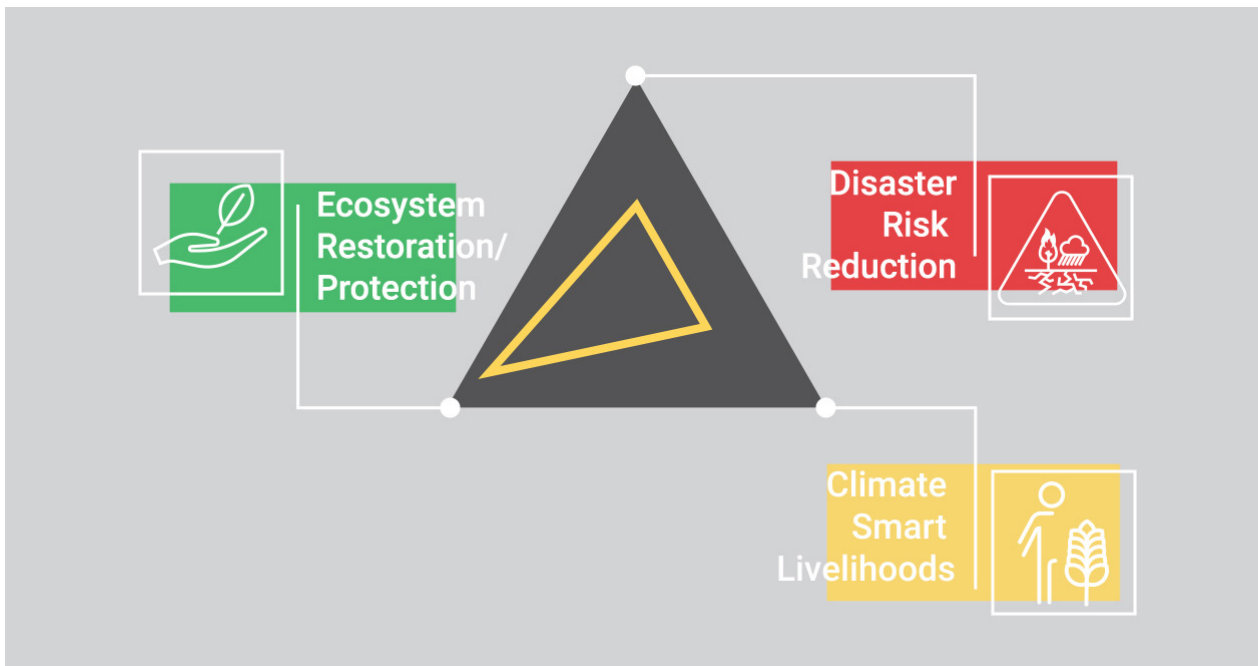 Ecosystem
Restoration/
Protection
Disaster
Risk
Reduction
Climate
Smart
Livelihoods